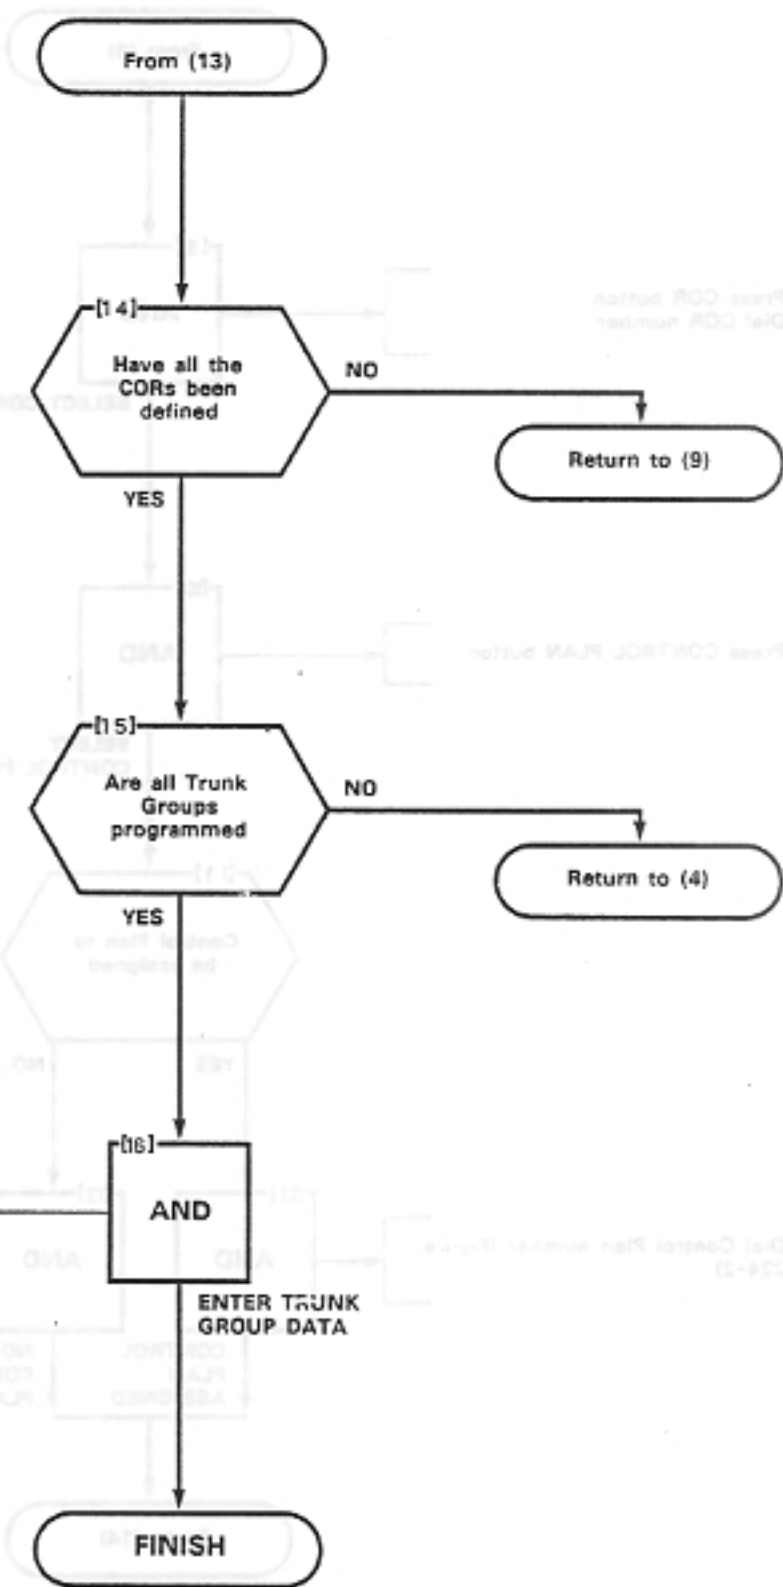 From (13)
[14]
Have all the
CORs been
defined
NO
Return to (9)
YES
[15]
Are all Trunk
Groups
programmed
NO
Return to (4)
YES
AND
ENTER TRUNK
GROUP DATA
FINISH